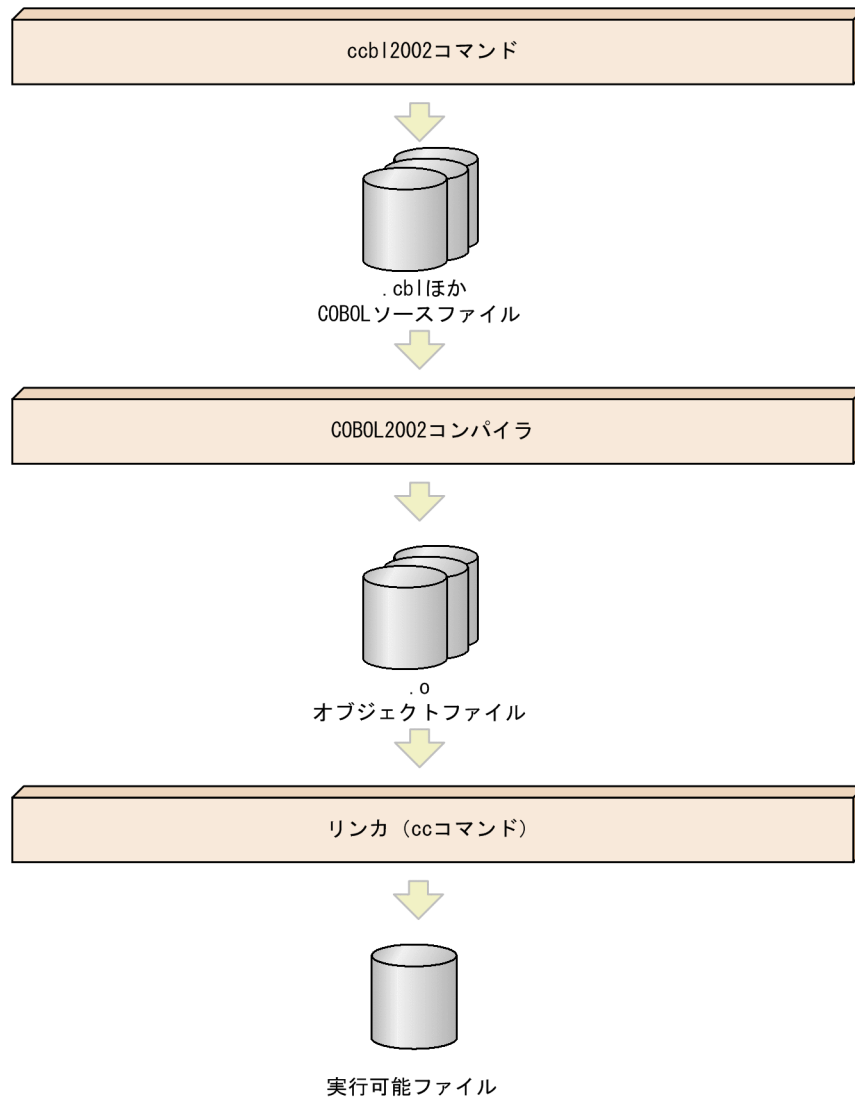 ccbl2002コマンド
.cblほか
COBOLソースファイル
COBOL2002コンパイラ
.o
オブジェクトファイル
リンカ（ccコマンド）
実行可能ファイル